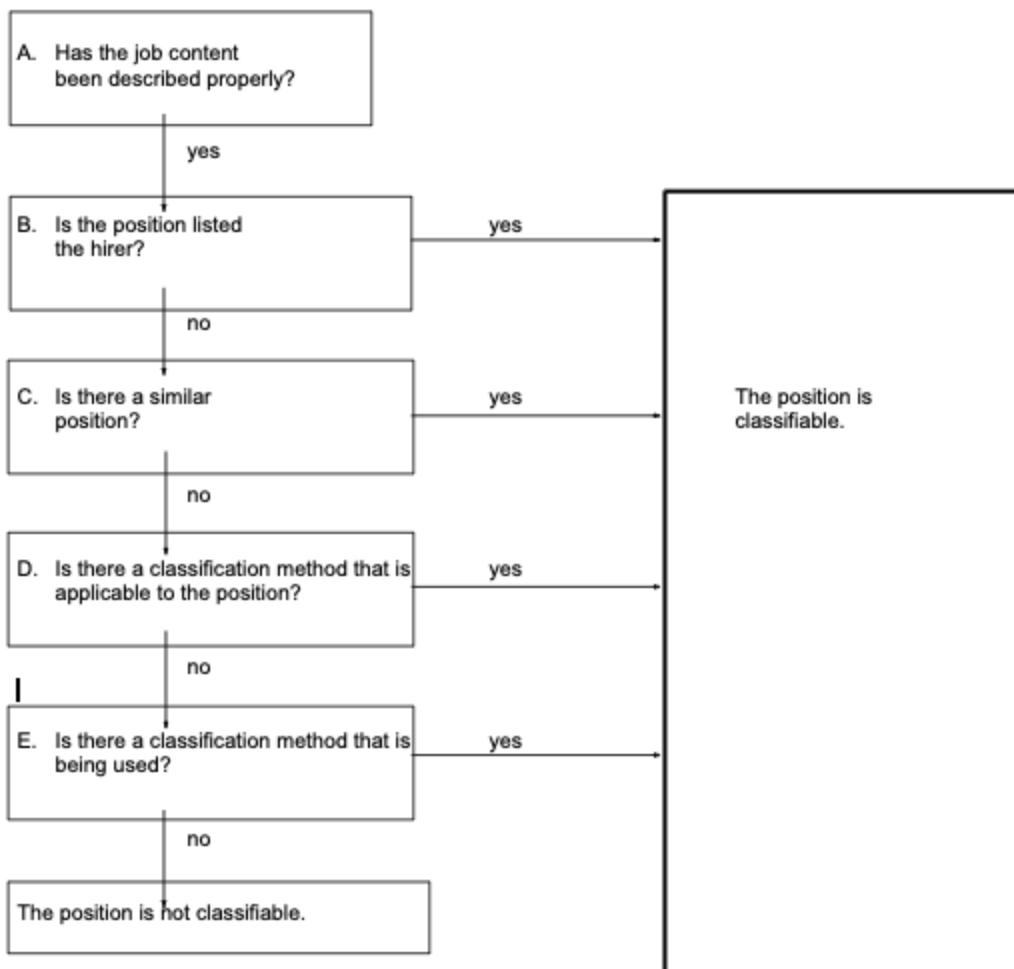 A. Has the job content
been described properly?
yes
B. Is the position listed
the hirer?
yes
no
C. Is there a similar
position?
yes
The position is
classifiable.
no
D. Is there a classification method that is
applicable to the position?
yes
no
E. Is there a classification method that is
being used?
yes
no
The position is not classifiable.